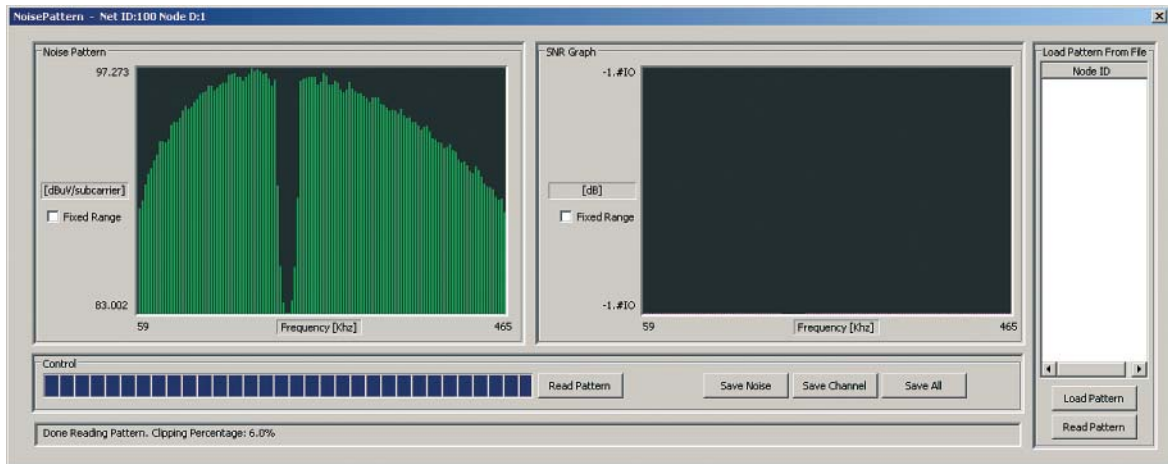 NoisePattern - Net ID:100 Node D:1
Noise Pattern
97.273
[dBuV/subcarrier]
Fixed Range
83.002
59
Frequency [Khz]
465
SNR Graph
-1.#IO
[dB]
Fixed Range
-1.#IO
59
Frequency [Khz]
465
Load Pattern From File
Node ID
Load Pattern
Read Pattern
Control
Read Pattern
Save Noise
Save Channel
Save All
Done Reading Pattern. Clipping Percentage: 6.0%